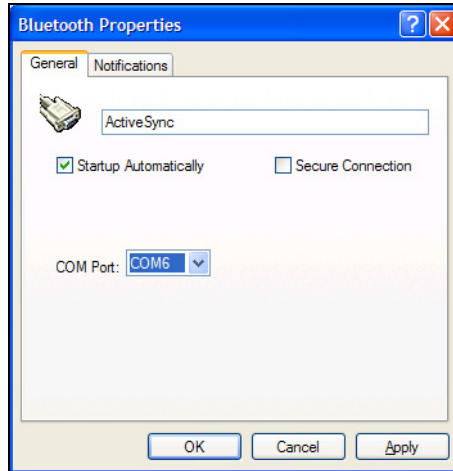 Bluetooth Properties
General Notifications
ActiveSync
Startup Automatically Secure Connection
COM Port: COM6
OK Cancel Apply